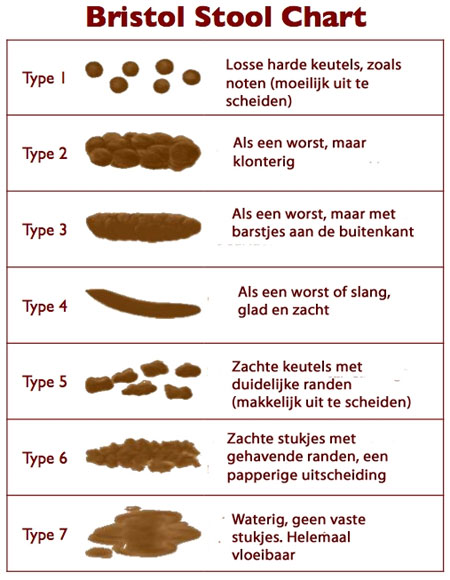 Bristol Stool Chart
Type 1
Losse harde keutels, zoals
noten (moeilijk uit te
scheiden)
Type 2
Als een worst, maar
klonterig
Type 3
Als een worst, maar met
barstjes aan de buitenkant
Type 4
Als een worst of slang,
glad en zacht
Type 5
Zachte keutels met
duidelijke randen
(makkelijk uit te scheiden)
Type 6
Zachte stukjes met
gehavende randen, een
papperige uitscheiding
Type 7
Waterig, geen vaste
stukjes. Helemaal
vloeibaar